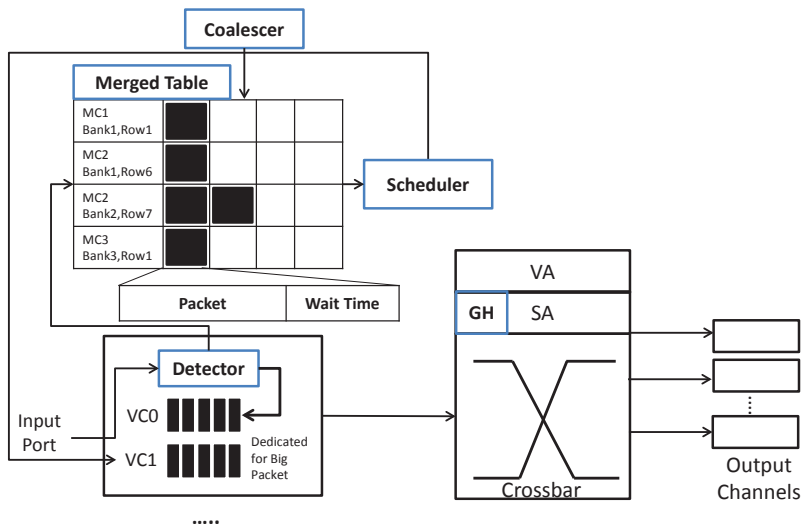 Coalescer
Merged Table
MC1
Bank1,Row1
MC2
Bank1,Row6
MC2
Bank2,Row7
MC3
Bank3,Row1
Scheduler
Packet
Wait Time
Detector
Input
Port
VC0
VC1
Dedicated
for Big
Packet
.....
VA
GH
SA
Crossbar
Output
Channels